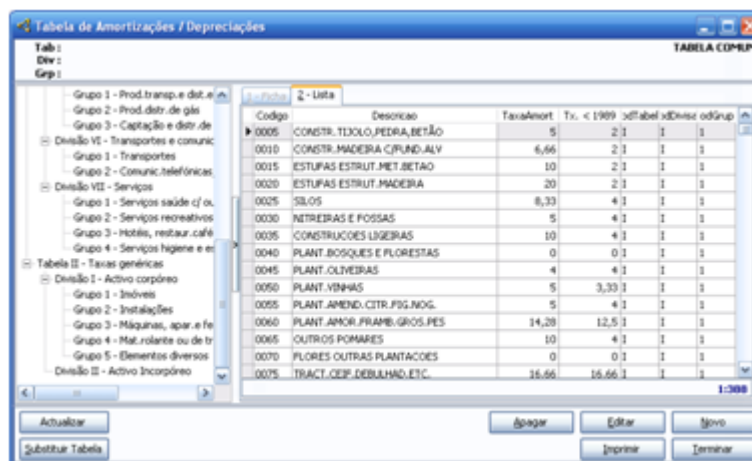 Tabela de Amortizações / Depreciações
Tab :
TABELA COMUM
Div :
Grp :
Grupo 1 - Prod.transp.e dist.e
Grupo 2 - Prod.distr.de gás
Grupo 3 - Captação e distr.de
Divisão VI - Transportes e comunic
Grupo 1 - Transportes
Grupo 2 - Comunic.telefónicas,
Divisão VII - Serviços
Grupo 1 - Serviços saúde c/ ou
Grupo 2 - Serviços recreativos
Grupo 3 - Hotéis, restaur.café
Grupo 4 - Serviços higiene e es
Tabela II - Taxas genéricas
Divisão I - Activo corpóreo
Grupo 1 - Imóveis
Grupo 2 - Instalações
Grupo 3 - Máquinas, apar.e fe
Grupo 4 - Mat.rolante ou de tr
Grupo 5 - Elementos diversos
Divisão II - Activo Incorpóreo
1 - Ficha 2 - Lista
Codigo Descricao TaxaAmort Tx. < 1989 odTabel odDivisa odGrup
0005 CONSTR.TIJOLO,PEDRA,BETÃO 5 2 I I 1
0010 CONSTR.MADEIRA C/FUND.ALV 6,66 2 I I 1
0015 ESTUFAS ESTRUT.MET.BETAO 10 2 I I 1
0020 ESTUFAS ESTRUT.MADEIRA 20 2 I I 1
0025 SILOS 8,33 4 I I 1
0030 NITREIRAS E FOSSAS 5 4 I I 1
0035 CONSTRUCOES LIGEIRAS 10 4 I I 1
0040 PLANT.BOSQUES E FLORESTAS 0 0 I I 1
0045 PLANT.OLIVEIRAS 4 4 I I 1
0050 PLANT.VINHAS 5 3,33 I I 1
0055 PLANT.AMEND.CITR.FIG.NOG. 5 4 I I 1
0060 PLANT.AMOR.FRAMB.GROS.PES 14,28 12,5 I I 1
0065 OUTROS POMARES 10 4 I I 1
0070 FLORES OUTRAS PLANTACOES 0 0 I I 1
0075 TRACT.CEIF.DEBULHAD.ETC. 16.66 16.66 I I 1
1:308
Actualizar Apagar Editar Novo
Substituir Tabela Imprimir Terminar